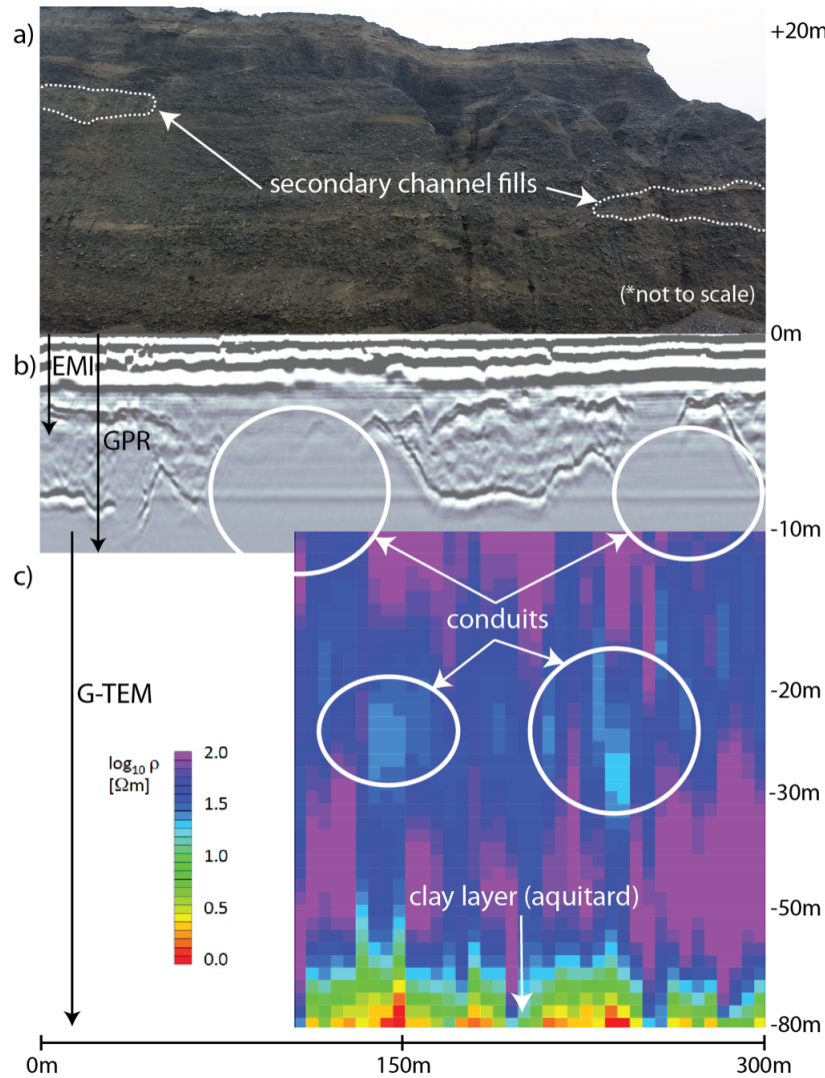 a)
+20m
secondary channel fills
(*not to scale)
0m
b)
EMI
GPR
-10m
c)
conduits
-20m
G-TEM
log₁₀ ρ
[Ωm]
2.0
-30m
1.5
1.0
clay layer (aquitard)
-50m
0.5
0.0
-80m
0m
150m
300m